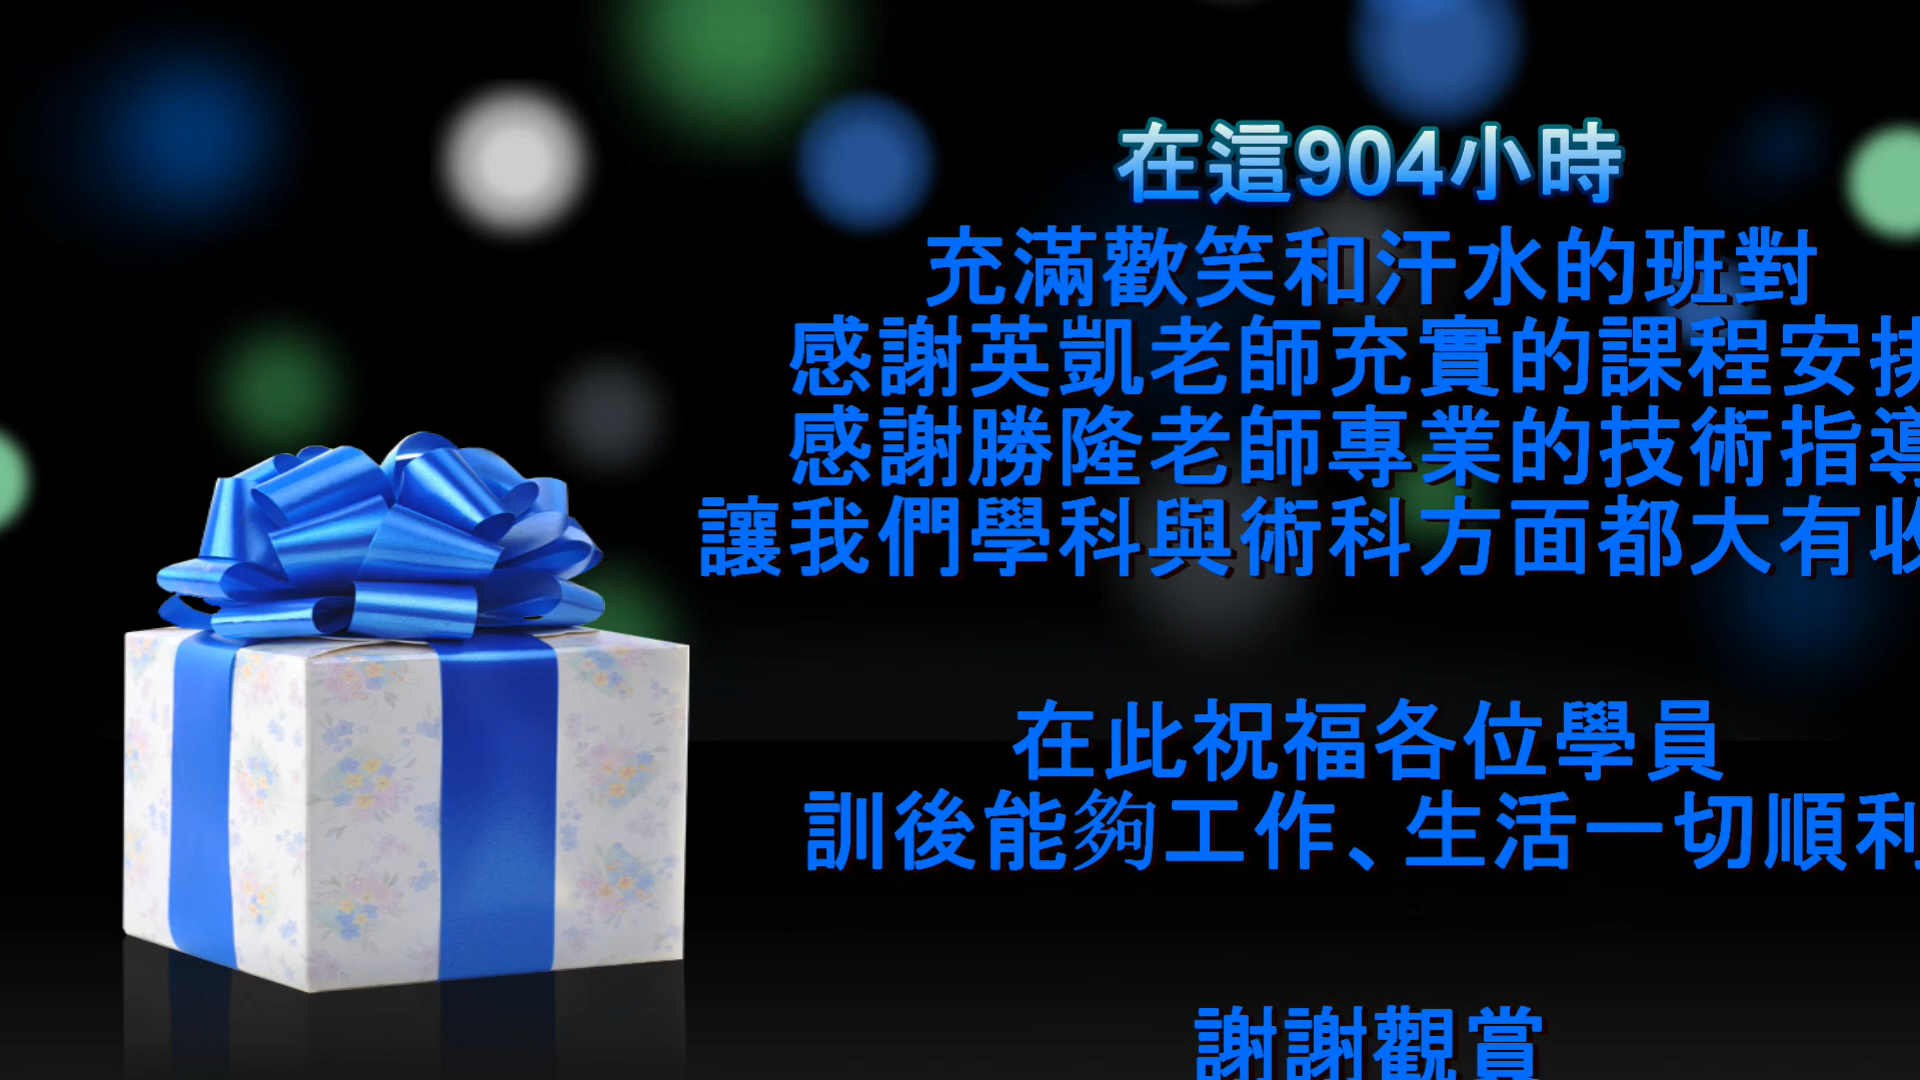 在這904小時
充滿歡笑和汗水的班對
感謝英凱老師充實的課程安排
感謝勝隆老師專業的技術指導
讓我們學科與術科方面都大有收
在此祝福各位學員
訓後能夠工作、生活一切順利
謝謝觀賞